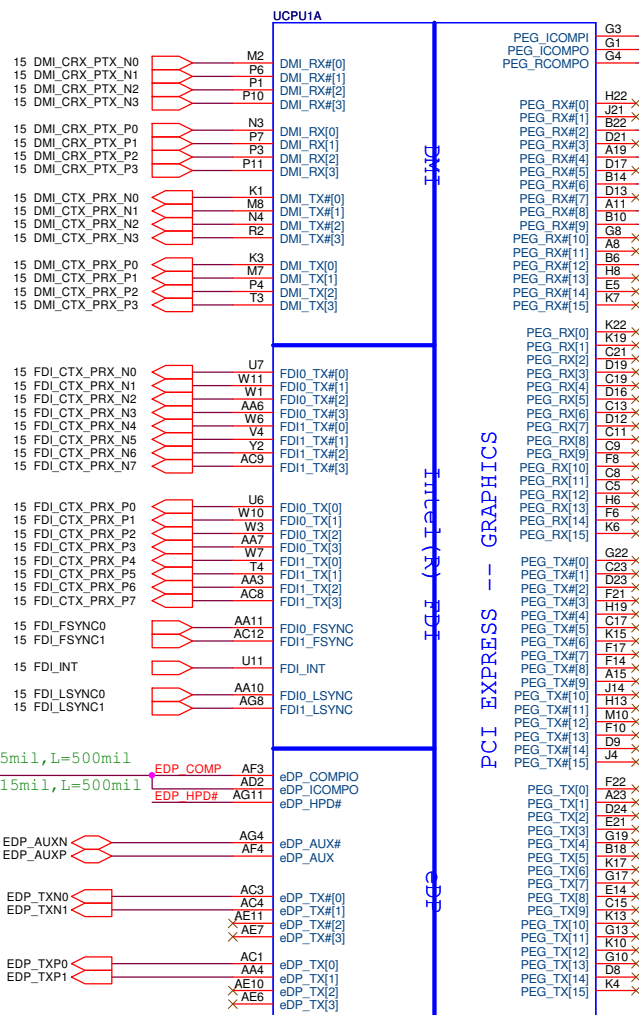 UCPU1A
15 DMI_CRX_PTX_N0 M2 DMI_RX#[0]
15 DMI_CRX_PTX_N1 P6 DMI_RX#[1]
15 DMI_CRX_PTX_N2 P1 DMI_RX#[2]
15 DMI_CRX_PTX_N3 P10 DMI_RX#[3]
15 DMI_CRX_PTX_P0 N3 DMI_RX[0]
15 DMI_CRX_PTX_P1 P7 DMI_RX[1]
15 DMI_CRX_PTX_P2 P3 DMI_RX[2]
15 DMI_CRX_PTX_P3 P11 DMI_RX[3]
15 DMI_CTX_PRX_N0 K1 DMI_TX#[0]
15 DMI_CTX_PRX_N1 M8 DMI_TX#[1]
15 DMI_CTX_PRX_N2 N4 DMI_TX#[2]
15 DMI_CTX_PRX_N3 R2 DMI_TX#[3]
15 DMI_CTX_PRX_P0 K3 DMI_TX[0]
15 DMI_CTX_PRX_P1 M7 DMI_TX[1]
15 DMI_CTX_PRX_P2 P4 DMI_TX[2]
15 DMI_CTX_PRX_P3 T3 DMI_TX[3]
DMI
15 FDI_CTX_PRX_N0 U7 FDI0_TX#[0]
15 FDI_CTX_PRX_N1 W11 FDI0_TX#[1]
15 FDI_CTX_PRX_N2 W1 FDI0_TX#[2]
15 FDI_CTX_PRX_N3 AA6 FDI0_TX#[3]
15 FDI_CTX_PRX_N4 W6 FDI1_TX#[0]
15 FDI_CTX_PRX_N5 V4 FDI1_TX#[1]
15 FDI_CTX_PRX_N6 Y2 FDI1_TX#[2]
15 FDI_CTX_PRX_N7 AC9 FDI1_TX#[3]
15 FDI_CTX_PRX_P0 U6 FDI0_TX[0]
15 FDI_CTX_PRX_P1 W10 FDI0_TX[1]
15 FDI_CTX_PRX_P2 W3 FDI0_TX[2]
15 FDI_CTX_PRX_P3 AA7 FDI0_TX[3]
15 FDI_CTX_PRX_P4 W7 FDI1_TX[0]
15 FDI_CTX_PRX_P5 T4 FDI1_TX[1]
15 FDI_CTX_PRX_P6 AA3 FDI1_TX[2]
15 FDI_CTX_PRX_P7 AC8 FDI1_TX[3]
15 FDI_FSYNC0 AA11 FDI0_FSYNC
15 FDI_FSYNC1 AC12 FDI1_FSYNC
15 FDI_INT U11 FDI_INT
15 FDI_LSYNC0 AA10 FDI0_LSYNC
15 FDI_LSYNC1 AG8 FDI1_LSYNC
Intel(R) FDI
5mil,L=500mil
EDP_COMP AF3 eDP_COMPIO
15mil,L=500mil
AD2 eDP_ICOMPO
EDP_HPD# AG11 eDP_HPD#
EDP_AUXN AG4 eDP_AUX#
EDP_AUXP AF4 eDP_AUX
EDP_TXN0 AC3 eDP_TX#[0]
EDP_TXN1 AC4 eDP_TX#[1]
AE11 eDP_TX#[2]
AE7 eDP_TX#[3]
EDP_TXP0 AC1 eDP_TX[0]
EDP_TXP1 AA4 eDP_TX[1]
AE10 eDP_TX[2]
AE6 eDP_TX[3]
eDP
PCI EXPRESS -- GRAPHICS
PEG_ICOMPI G3
PEG_ICOMPO G1
PEG_RCOMPO G4
PEG_RX#[0] H22
PEG_RX#[1] J21
PEG_RX#[2] B22
PEG_RX#[3] D21
PEG_RX#[4] A19
PEG_RX#[5] D17
PEG_RX#[6] B14
PEG_RX#[7] D13
PEG_RX#[8] A11
PEG_RX#[9] B10
PEG_RX#[10] G8
PEG_RX#[11] A8
PEG_RX#[12] B6
PEG_RX#[13] H8
PEG_RX#[14] E5
PEG_RX#[15] K7
PEG_RX[0] K22
PEG_RX[1] K19
PEG_RX[2] C21
PEG_RX[3] D19
PEG_RX[4] C19
PEG_RX[5] D16
PEG_RX[6] C13
PEG_RX[7] D12
PEG_RX[8] C11
PEG_RX[9] C9
PEG_RX[10] F8
PEG_RX[11] C8
PEG_RX[12] C5
PEG_RX[13] H6
PEG_RX[14] F6
PEG_RX[15] K6
PEG_TX#[0] G22
PEG_TX#[1] C23
PEG_TX#[2] D23
PEG_TX#[3] F21
PEG_TX#[4] H19
PEG_TX#[5] C17
PEG_TX#[6] K15
PEG_TX#[7] F17
PEG_TX#[8] F14
PEG_TX#[9] A15
PEG_TX#[10] J14
PEG_TX#[11] H13
PEG_TX#[12] M10
PEG_TX#[13] F10
PEG_TX#[14] D9
PEG_TX#[15] J4
PEG_TX[0] F22
PEG_TX[1] A23
PEG_TX[2] D24
PEG_TX[3] E21
PEG_TX[4] G19
PEG_TX[5] B18
PEG_TX[6] K17
PEG_TX[7] G17
PEG_TX[8] E14
PEG_TX[9] C15
PEG_TX[10] K13
PEG_TX[11] G13
PEG_TX[12] K10
PEG_TX[13] G10
PEG_TX[14] D8
PEG_TX[15] K4